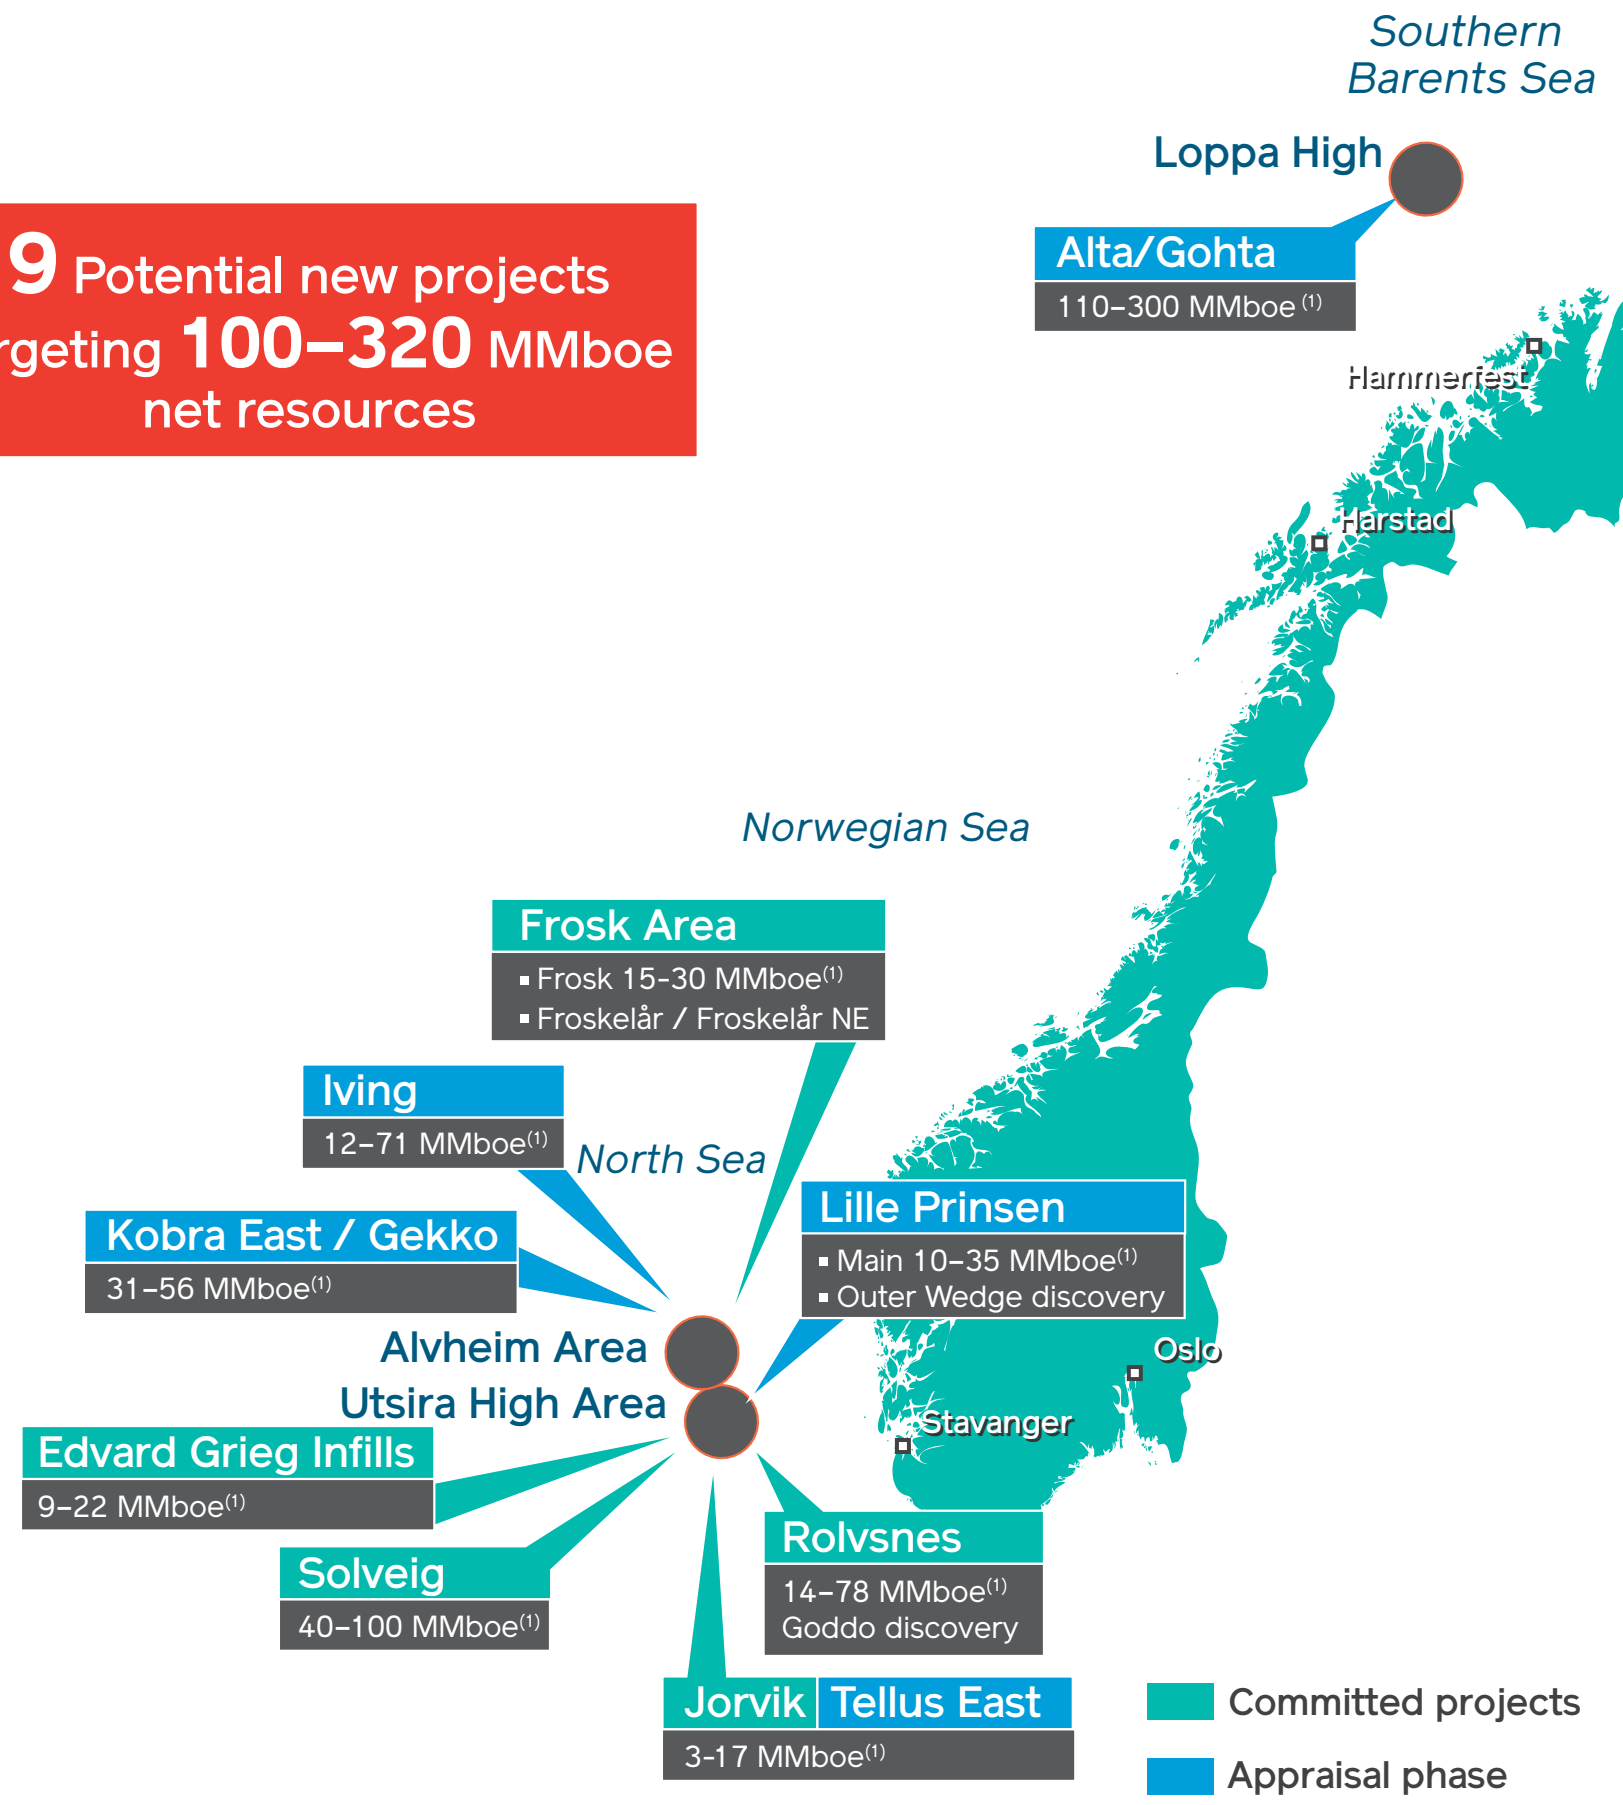 Southern
Barents Sea
Loppa High
9 Potential new projects
rgeting 100–320 MMboe
net resources
Alta/Gohta
110–300 MMboe (1)
Hammerfest
Harstad
Norwegian Sea
Frosk Area
▪ Frosk 15-30 MMboe(1)
▪ Froskelår / Froskelår NE
Iving
12–71 MMboe(1)
North Sea
Kobra East / Gekko
31–56 MMboe(1)
Lille Prinsen
▪ Main 10–35 MMboe(1)
▪ Outer Wedge discovery
Alvheim Area
Utsira High Area
Oslo
Stavanger
Edvard Grieg Infills
9–22 MMboe(1)
Solveig
40–100 MMboe(1)
Rolvsnes
14–78 MMboe(1)
Goddo discovery
Jorvik Tellus East
3-17 MMboe(1)
Committed projects
Appraisal phase